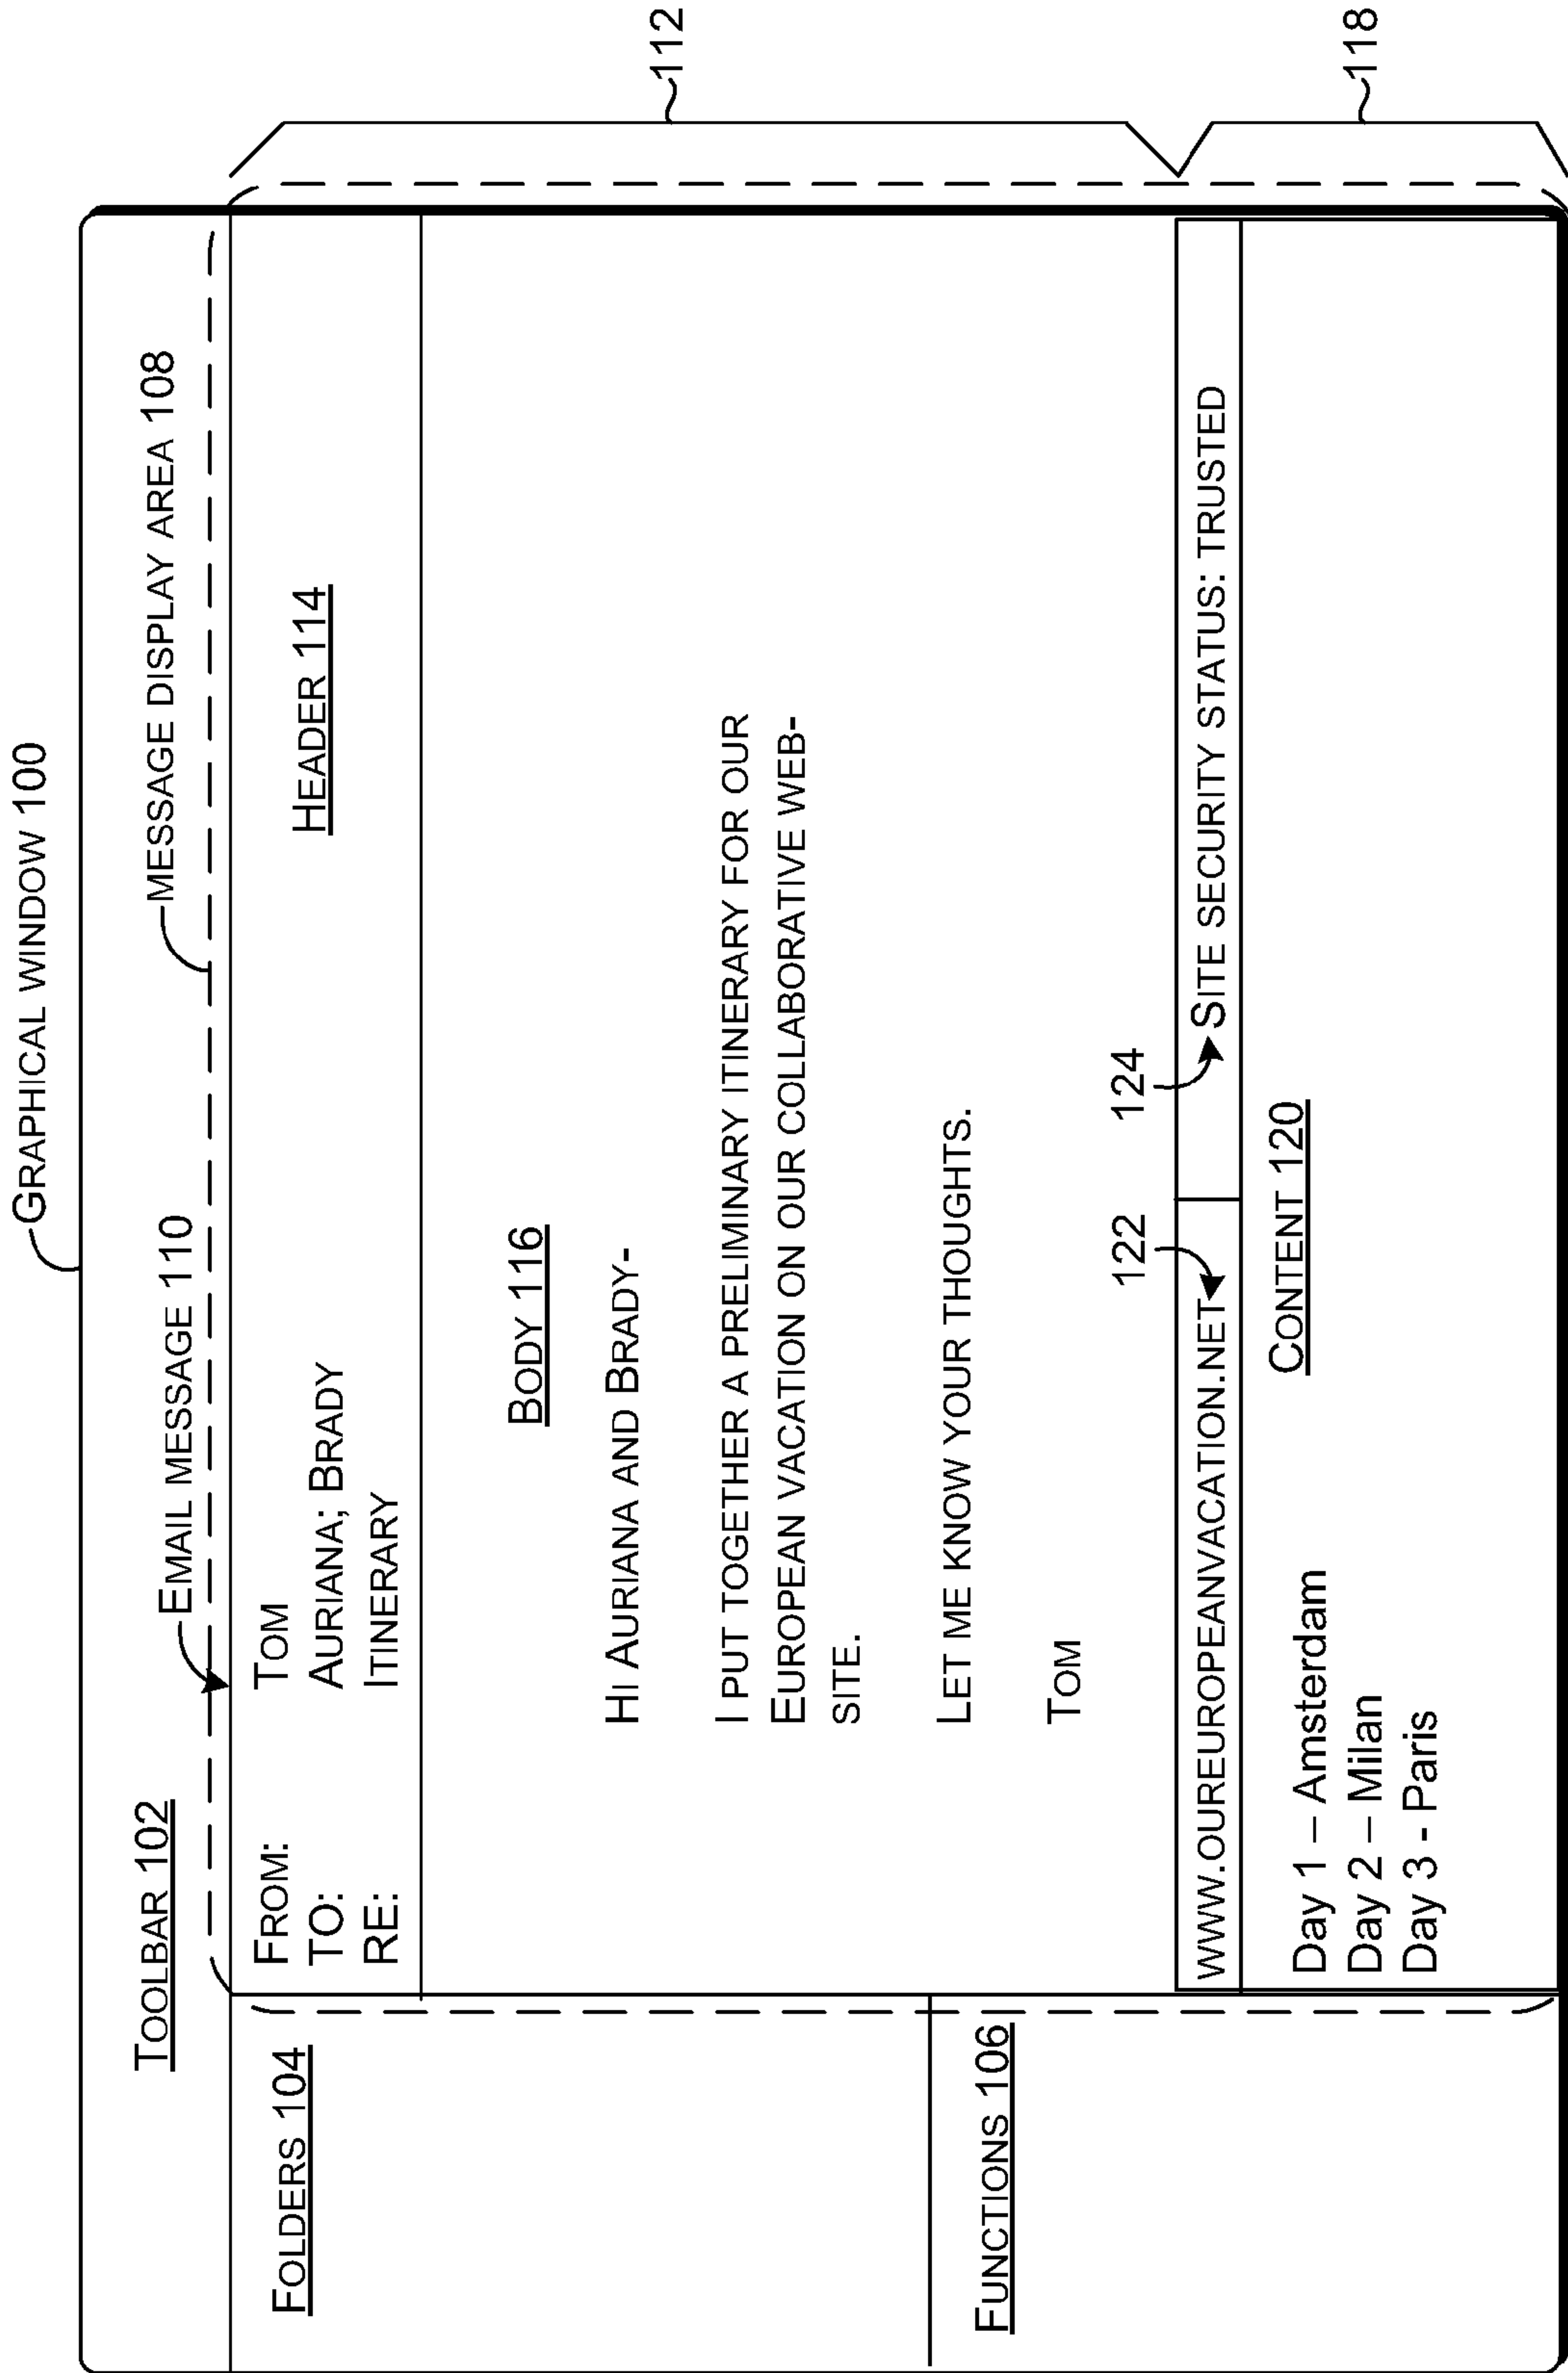 GRAPHICAL WINDOW 100
TOOLBAR 102
EMAIL MESSAGE 110
MESSAGE DISPLAY AREA 108
FOLDERS 104
FROM: TOM
TO: AURIANA; BRADY
RE: ITINERARY
HEADER 114
112
BODY 116
HI AURIANA AND BRADY-
I PUT TOGETHER A PRELIMINARY ITINERARY FOR OUR
EUROPEAN VACATION ON OUR COLLABORATIVE WEB-
SITE.
LET ME KNOW YOUR THOUGHTS.
TOM
FUNCTIONS 106
122
124
WWW.OUREUROPEANVACATION.NET
SITE SECURITY STATUS: TRUSTED
118
CONTENT 120
Day 1 – Amsterdam
Day 2 – Milan
Day 3 - Paris